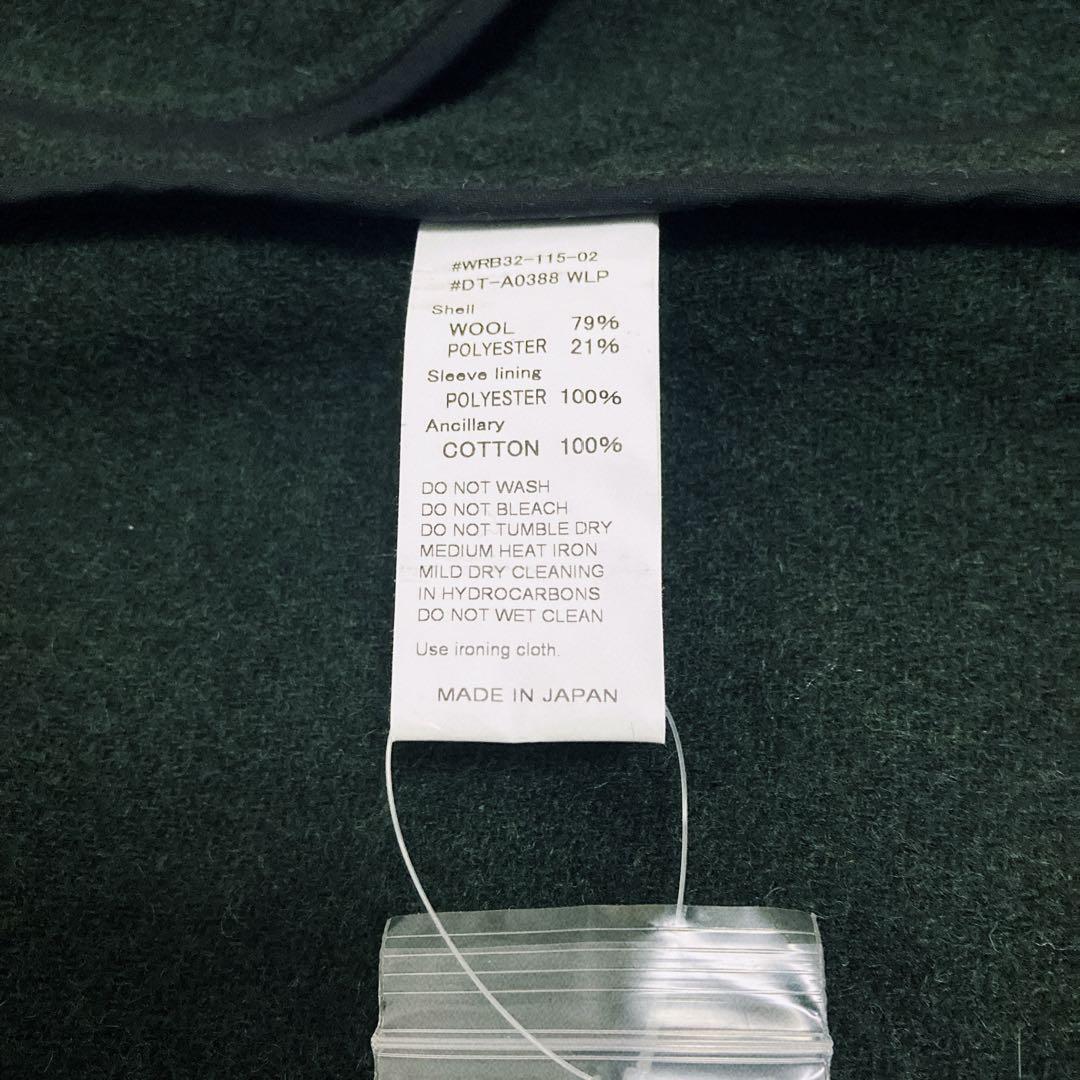 #WRB32-115-02
#DT-A0388 WLP
Shell
WOOL 79%
POLYESTER 21%
Sleeve lining
POLYESTER 100%
Ancillary
COTTON 100%
DO NOT WASH
DO NOT BLEACH
DO NOT TUMBLE DRY
MEDIUM HEAT IRON
MILD DRY CLEANING
IN HYDROCARBONS
DO NOT WET CLEAN
Use ironing cloth.
MADE IN JAPAN